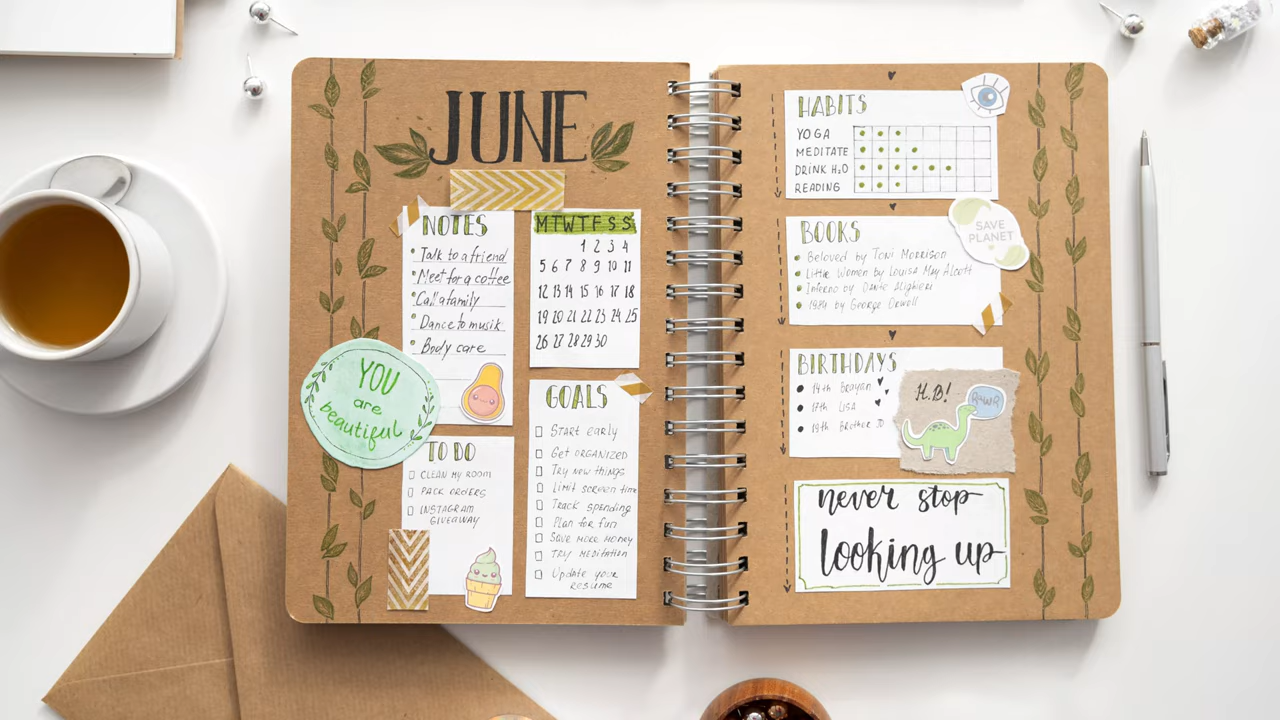 JUNE
NOTES
Talk to a friend
Meet for a coffee
Call a family
Dance to musik
Body care
YOU
are
beautiful
TO DO
CLEAN MY ROOM
PACK ORDERS
INSTAGRAM
GIVEAWAY
M T W T F S S
1 2 3 4
5 6 7 8 9 10 11
12 13 14 15 16 17 18
19 20 21 22 23 24 25
26 27 28 29 30
GOALS
START early
Get ORGANIZED
Try new things
Limit screen time
Track spending
Plan for fun
Save more money
TRY MEDITATION
Update your
resume
HABITS
YOGA
MEDITATE
DRINK H₂O
READING
BOOKS
Beloved by Toni Morrison
Little Women by Louisa May Alcott
Inferno by Dante Alighieri
1984 by George Orwell
SAVE
PLANET
BIRTHDAYS
14th Brayan
17th LISA
19th Brother JD
H.B!
RAWR
never stop
looking up